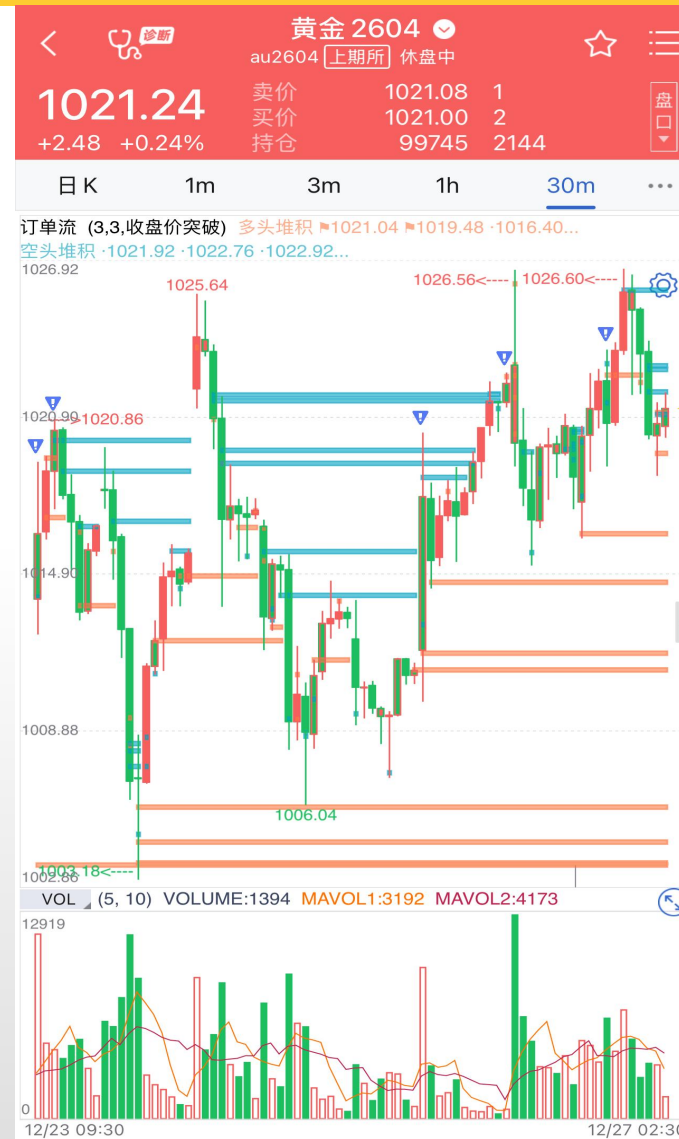 诊断
黄金 2604
au2604 上期所 休盘中
1021.24
+2.48 +0.24%
卖价 1021.08 1
买价 1021.00 2
持仓 99745 2144
盘口
日K 1m 3m 1h 30m
订单流 (3,3,收盘价突破) 多头堆积 1021.04 1019.48 ·1016.40...
空头堆积 ·1021.92 ·1022.76 ·1022.92...
1026.92
1025.64
1026.56<----
1026.60<----
1020.99
>1020.86
1014.90
1008.88
1006.04
1003.18<----
1002.86
VOL (5, 10) VOLUME:1394 MAVOL1:3192 MAVOL2:4173
12919
0
12/23 09:30 12/27 02:30